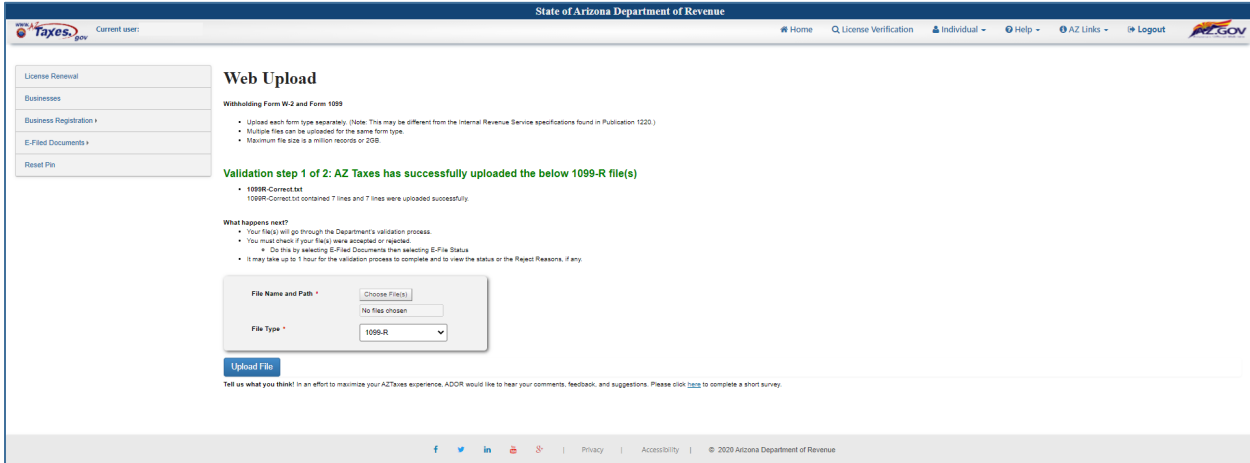 State of Arizona Department of Revenue
www.AZTaxes.gov Current user: Home License Verification Individual Help AZ Links Logout AZ.GOV
License Renewal
Businesses
Business Registration
E-Filed Documents
Reset Pin
Web Upload
Withholding Form W-2 and Form 1099
Upload each form type separately. (Note: This may be different from the Internal Revenue Service specifications found in Publication 1220.)
Multiple files can be uploaded for the same form type.
Maximum file size is a million records or 2GB.
Validation step 1 of 2: AZ Taxes has successfully uploaded the below 1099-R file(s)
1099R-Correct.txt
1099R-Correct.txt contained 7 lines and 7 lines were uploaded successfully.
What happens next?
Your file(s) will go through the Department's validation process.
You must check if your file(s) were accepted or rejected.
Do this by selecting E-Filed Documents then selecting E-File Status
It may take up to 1 hour for the validation process to complete and to view the status or the Reject Reasons, if any.
File Name and Path * Choose File(s)
No files chosen
File Type * 1099-R
Upload File
Tell us what you think! In an effort to maximize your AZTaxes experience, ADOR would like to hear your comments, feedback, and suggestions. Please click here to complete a short survey.
| Privacy | Accessibility | © 2020 Arizona Department of Revenue